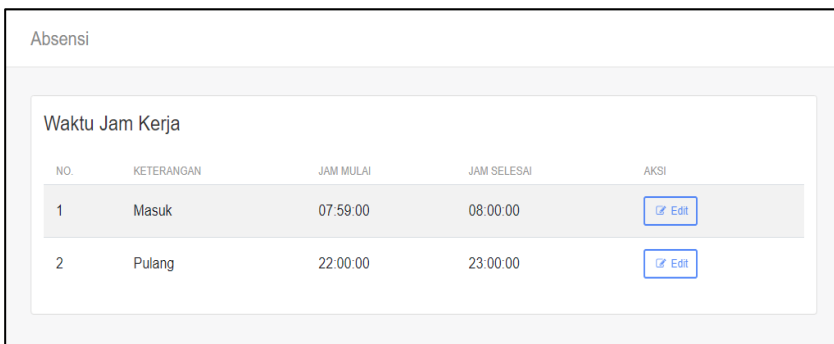 Absensi
Waktu Jam Kerja
NO. KETERANGAN JAM MULAI JAM SELESAI AKSI
1 Masuk 07:59:00 08:00:00 Edit
2 Pulang 22:00:00 23:00:00 Edit